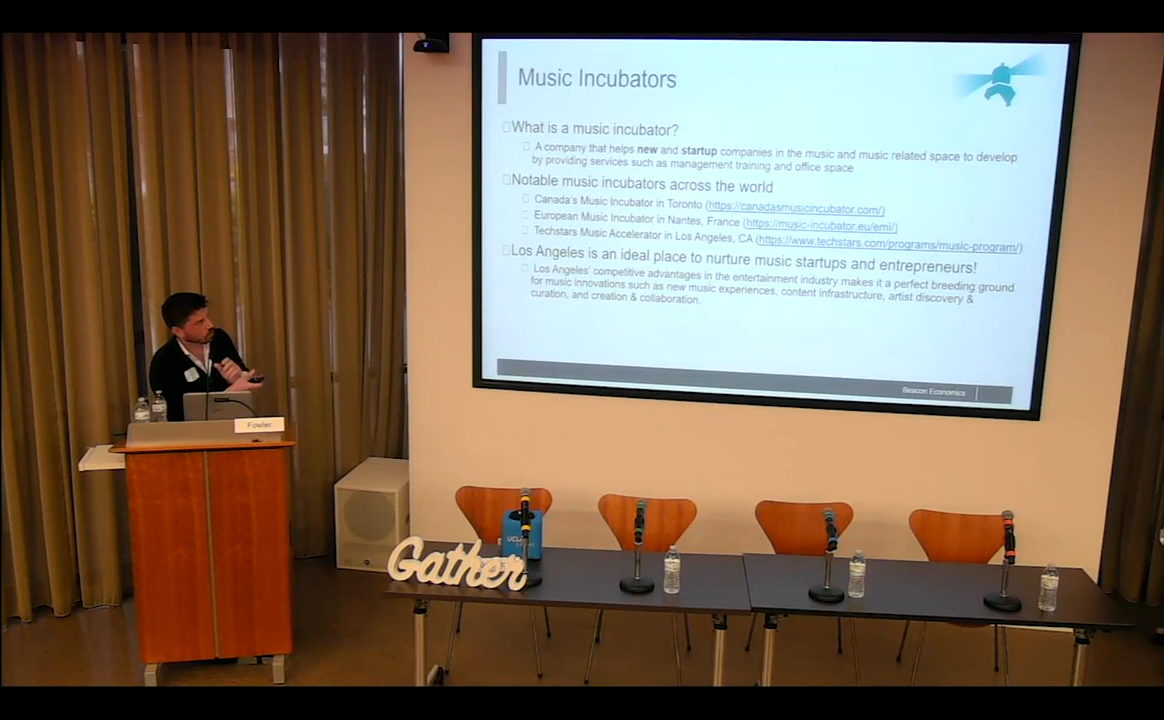 Music Incubators
What is a music incubator?
A company that helps new and startup companies in the music and music related space to develop
by providing services such as management training and office space
Notable music incubators across the world
Canada's Music Incubator in Toronto (https://canadasmusicincubator.com/)
European Music Incubator in Nantes, France (https://music-incubator.eu/emi/)
Techstars Music Accelerator in Los Angeles, CA (https://www.techstars.com/programs/music-program/)
Los Angeles is an ideal place to nurture music startups and entrepreneurs!
Los Angeles' competitive advantages in the entertainment industry makes it a perfect breeding ground
for music innovations such as new music experiences, content infrastructure, artist discovery &
curation, and creation & collaboration.
Beacon Economics
Fowler
UCLA
Gather